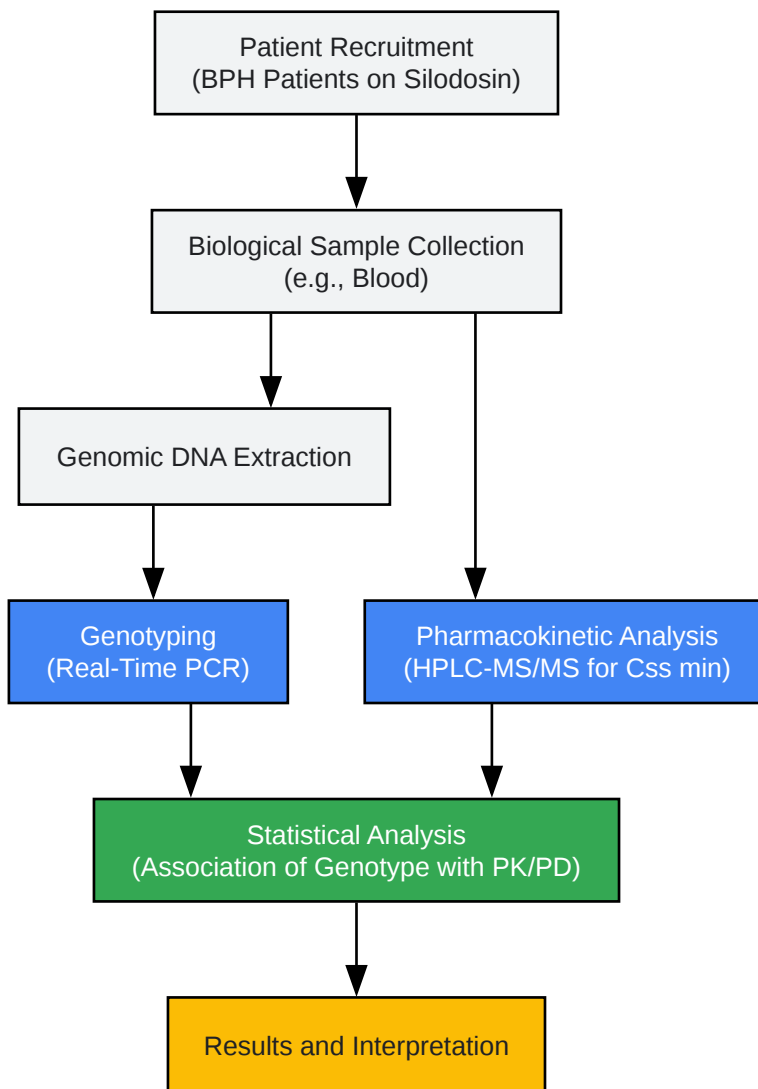 Patient Recruitment
(BPH Patients on Silodosin)
Biological Sample Collection
(e.g., Blood)
Genomic DNA Extraction
Genotyping
(Real-Time PCR)
Pharmacokinetic Analysis
(HPLC-MS/MS for Css min)
Statistical Analysis
(Association of Genotype with PK/PD)
Results and Interpretation